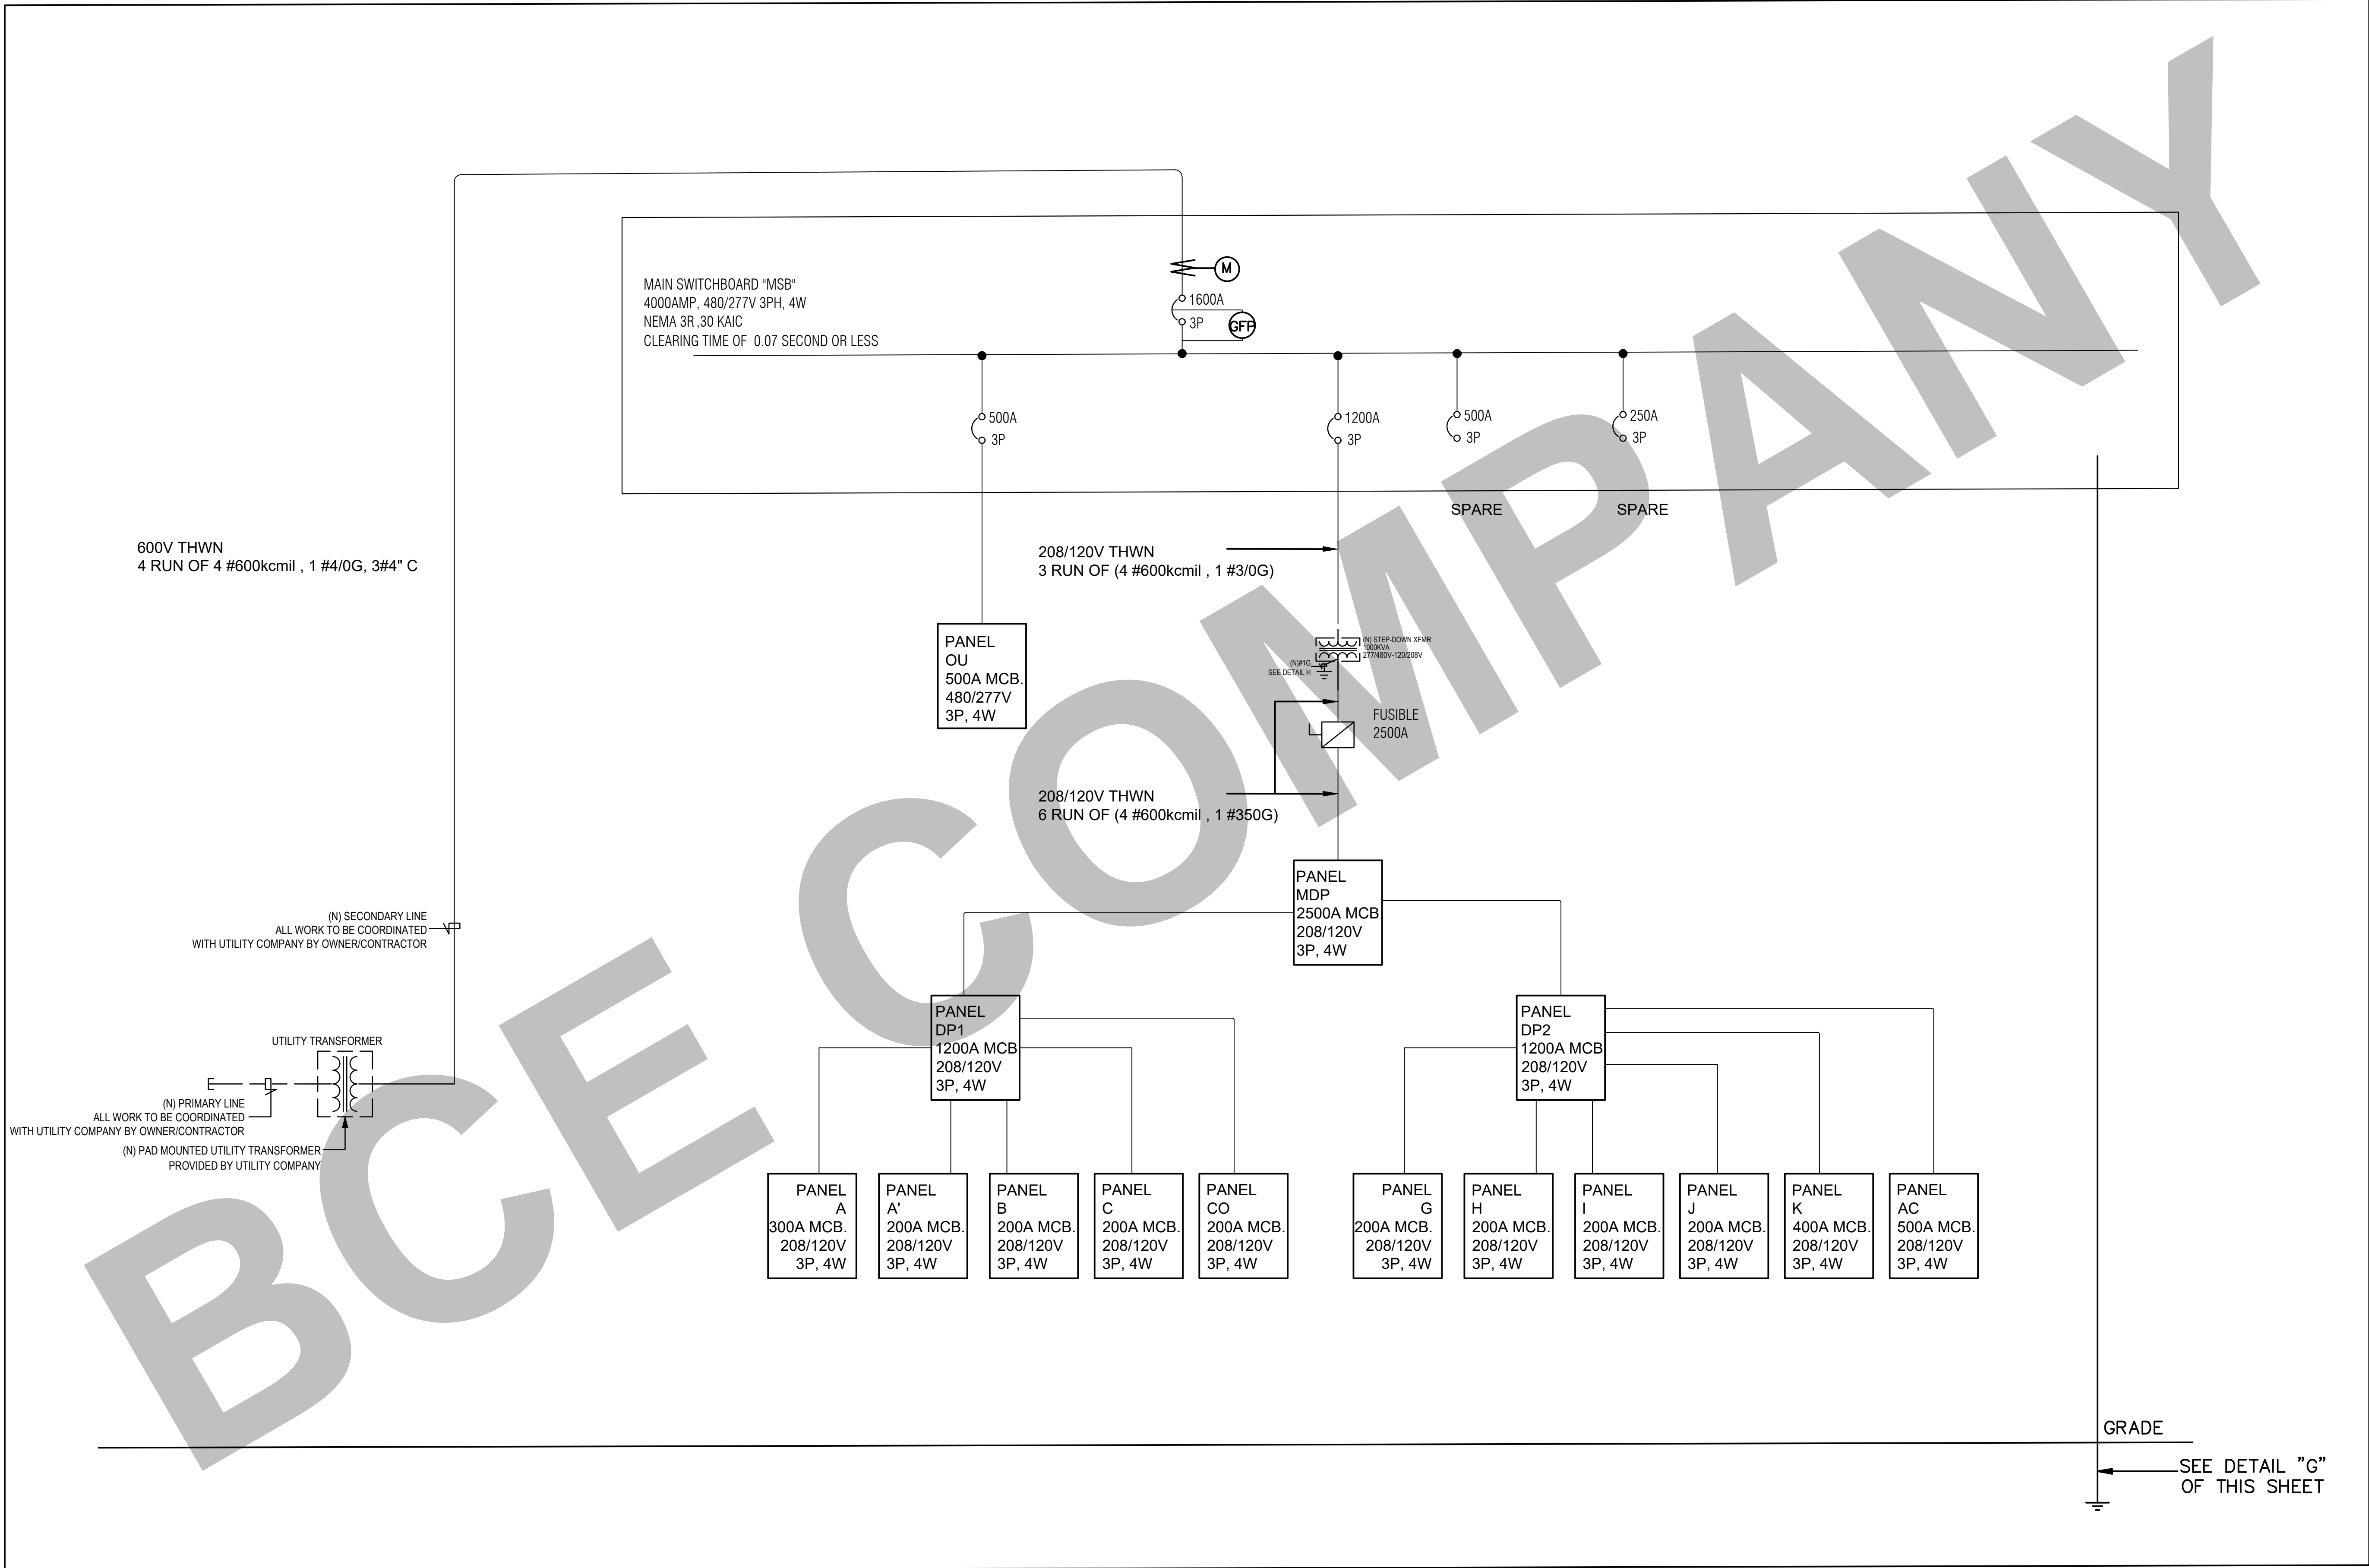 MAIN SWITCHBOARD "MSB"
4000AMP, 480/277V 3PH, 4W
NEMA 3R ,30 KAIC
CLEARING TIME OF 0.07 SECOND OR LESS
M
1600A
3P
GFP
500A
3P
1200A
3P
500A
3P
250A
3P
SPARE
SPARE
600V THWN
4 RUN OF 4 #600kcmil , 1 #4/0G, 3#4" C
208/120V THWN
3 RUN OF (4 #600kcmil , 1 #3/0G)
PANEL
OU
500A MCB.
480/277V
3P, 4W
(N) STEP-DOWN XFMR
1000KVA
277/480V-120/208V
(N)#1G
SEE DETAIL H
FUSIBLE
2500A
208/120V THWN
6 RUN OF (4 #600kcmil , 1 #350G)
PANEL
MDP
2500A MCB.
208/120V
3P, 4W
(N) SECONDARY LINE
ALL WORK TO BE COORDINATED
WITH UTILITY COMPANY BY OWNER/CONTRACTOR
UTILITY TRANSFORMER
(N) PRIMARY LINE
ALL WORK TO BE COORDINATED
WITH UTILITY COMPANY BY OWNER/CONTRACTOR
(N) PAD MOUNTED UTILITY TRANSFORMER
PROVIDED BY UTILITY COMPANY
PANEL
DP1
1200A MCB
208/120V
3P, 4W
PANEL
DP2
1200A MCB.
208/120V
3P, 4W
PANEL
A
300A MCB.
208/120V
3P, 4W
PANEL
A'
200A MCB.
208/120V
3P, 4W
PANEL
B
200A MCB.
208/120V
3P, 4W
PANEL
C
200A MCB.
208/120V
3P, 4W
PANEL
CO
200A MCB.
208/120V
3P, 4W
PANEL
G
200A MCB.
208/120V
3P, 4W
PANEL
H
200A MCB.
208/120V
3P, 4W
PANEL
I
200A MCB.
208/120V
3P, 4W
PANEL
J
200A MCB.
208/120V
3P, 4W
PANEL
K
400A MCB.
208/120V
3P, 4W
PANEL
AC
500A MCB.
208/120V
3P, 4W
GRADE
SEE DETAIL "G"
OF THIS SHEET
BCE COMPANY